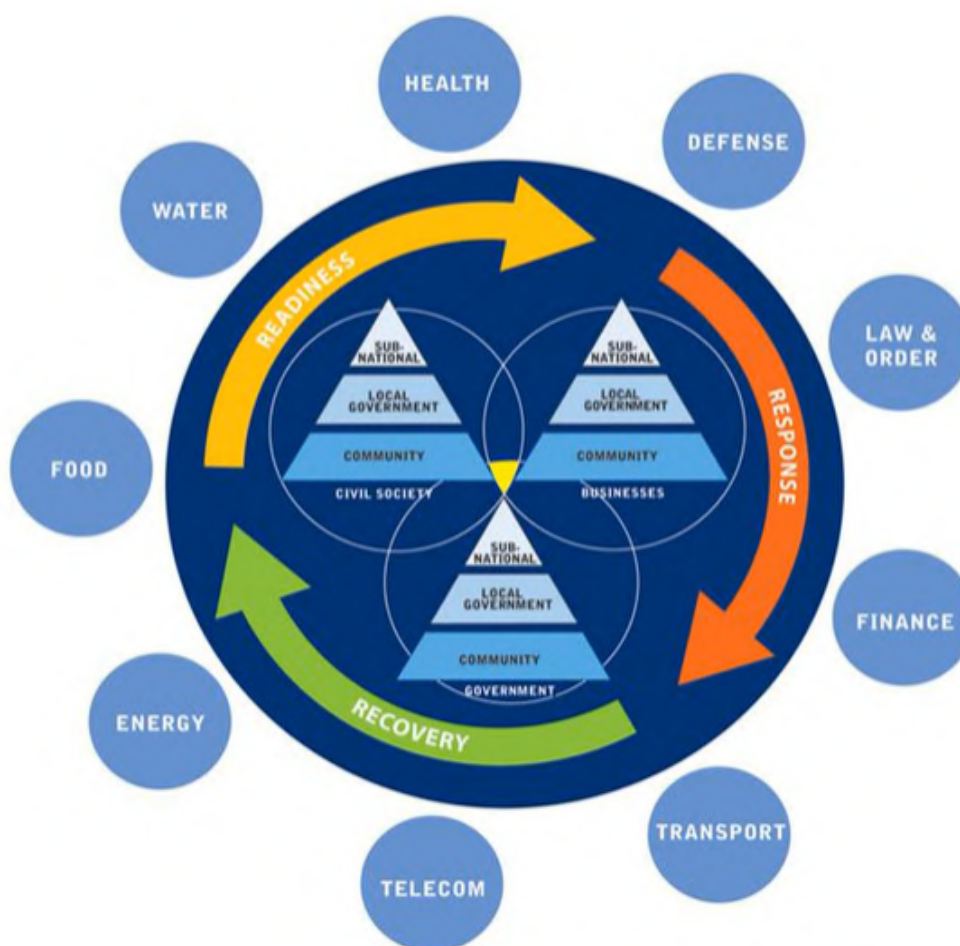 HEALTH
DEFENSE
WATER
READINESS
LAW &
ORDER
SUB-
NATIONAL
LOCAL
GOVERNMENT
COMMUNITY
CIVIL SOCIETY
SUB-
NATIONAL
LOCAL
GOVERNMENT
COMMUNITY
BUSINESSES
RESPONSE
FOOD
SUB-
NATIONAL
LOCAL
GOVERNMENT
COMMUNITY
GOVERNMENT
FINANCE
RECOVERY
ENERGY
TRANSPORT
TELECOM